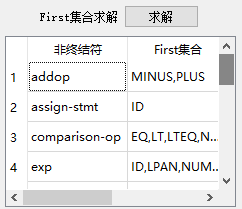 First集合求解 求解
非终结符 First集合
1 addop MINUS,PLUS
2 assign-stmt ID
3 comparison-op EQ,LT,LTEQ,N...
4 exp ID,LPAN,NUM...